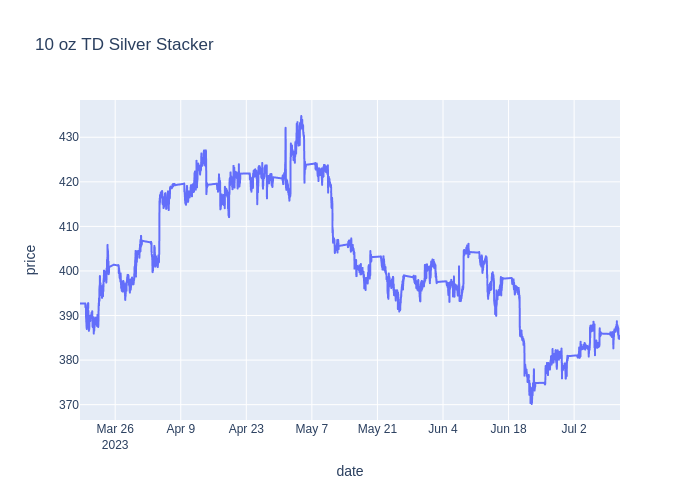 10 oz TD Silver Stacker
430
420
410
400
390
380
370
price
Mar 26
2023
Apr 9
Apr 23
May 7
May 21
Jun 4
Jun 18
Jul 2
date